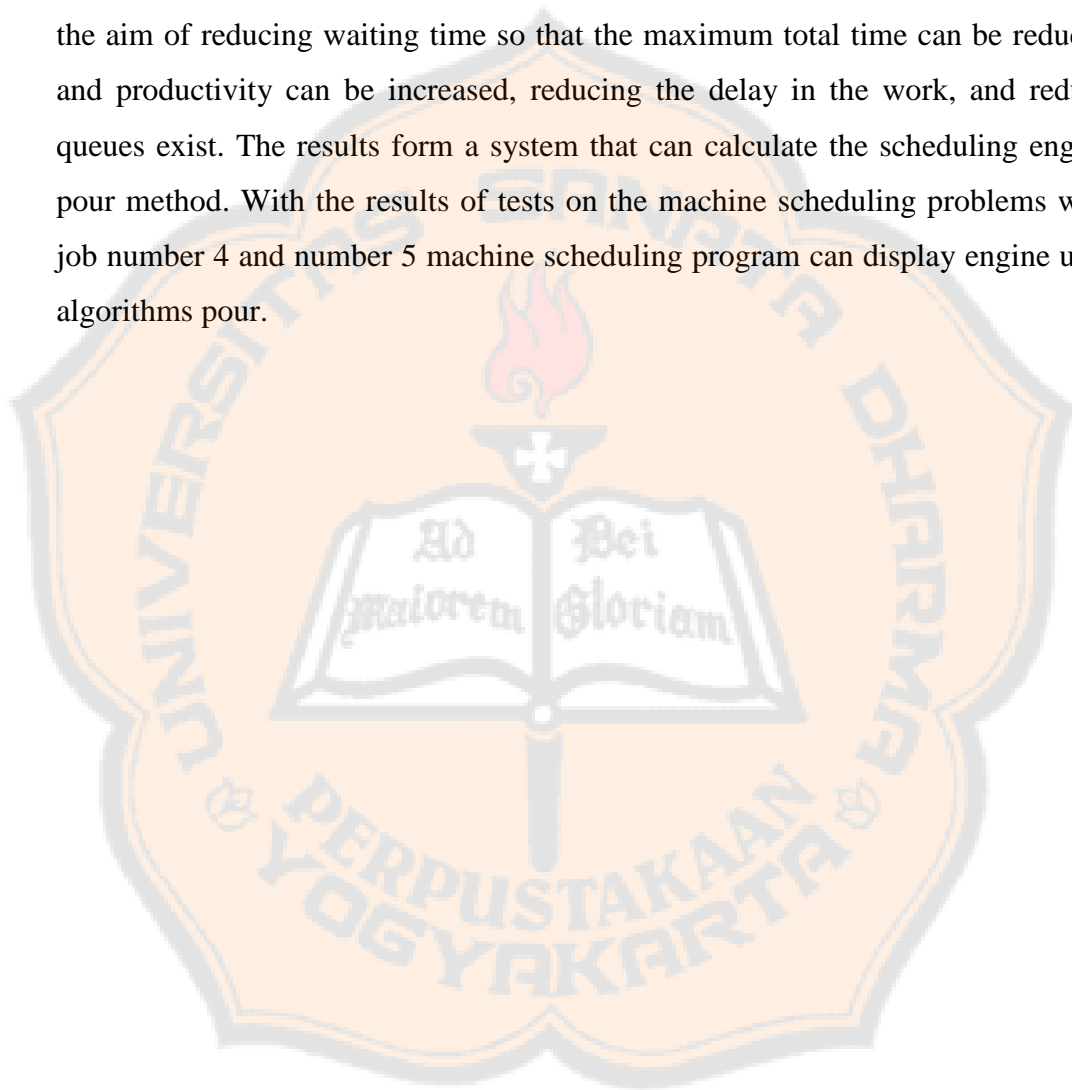 the aim of reducing waiting time so that the maximum total time can be reduc
and productivity can be increased, reducing the delay in the work, and redu
queues exist. The results form a system that can calculate the scheduling eng
pour method. With the results of tests on the machine scheduling problems w
job number 4 and number 5 machine scheduling program can display engine u
algorithms pour.
UNIVERSITAS SANATA DHARMA
Ad Dei
Maiorem Gloriam
PERPUSTAKAAN
YOGYAKARTA